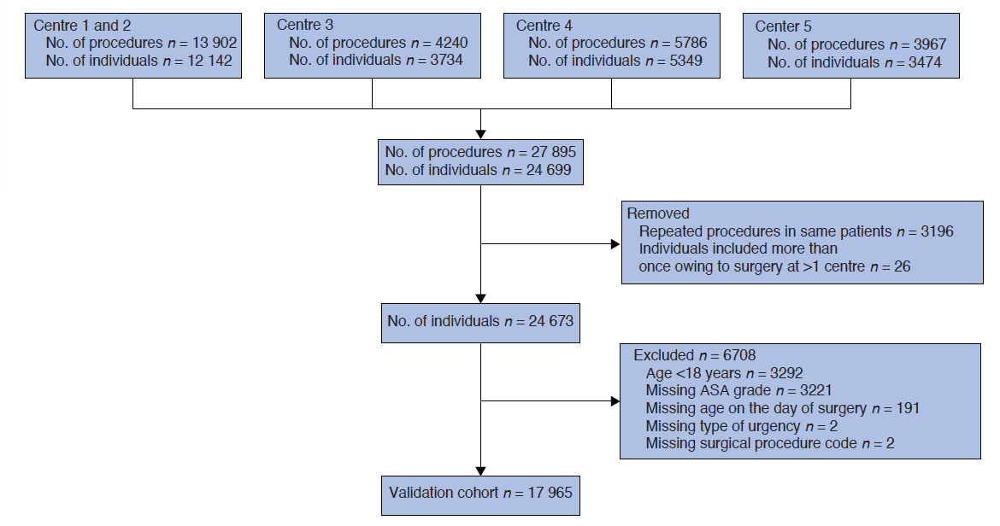 Centre 1 and 2
No. of procedures n = 13 902
No. of individuals n = 12 142
Centre 3
No. of procedures n = 4240
No. of individuals n = 3734
Centre 4
No. of procedures n = 5786
No. of individuals n = 5349
Center 5
No. of procedures n = 3967
No. of individuals n = 3474
No. of procedures n = 27 895
No. of individuals n = 24 699
Removed
Repeated procedures in same patients n = 3196
Individuals included more than
once owing to surgery at >1 centre n = 26
No. of individuals n = 24 673
Excluded n = 6708
Age <18 years n = 3292
Missing ASA grade n = 3221
Missing age on the day of surgery n = 191
Missing type of urgency n = 2
Missing surgical procedure code n = 2
Validation cohort n = 17 965